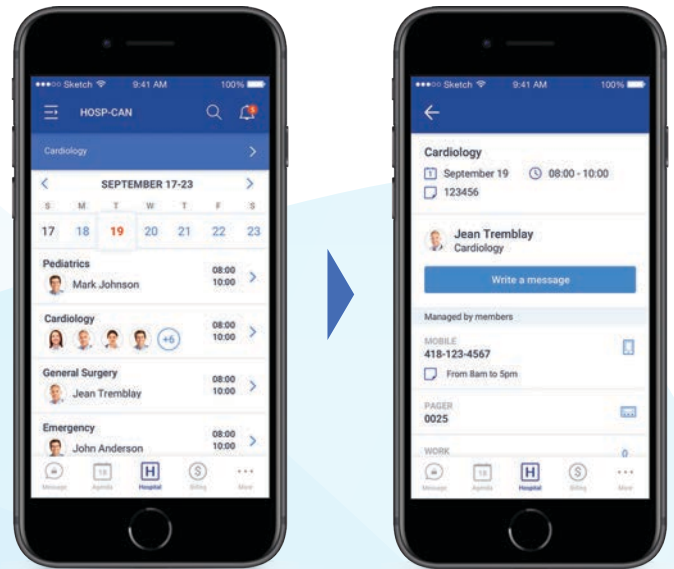 Sketch 9:41 AM 100%
HOSP-CAN
Cardiology
SEPTEMBER 17-23
S M T W T F S
17 18 19 20 21 22 23
Pediatrics
Mark Johnson
08:00
10:00
Cardiology
+6
08:00
10:00
General Surgery
Jean Tremblay
08:00
10:00
Emergency
John Anderson
08:00
10:00
Message Agenda Hospital Billing More
Sketch 9:41 AM 100%
Cardiology
September 19 08:00 - 10:00
123456
Jean Tremblay
Cardiology
Write a message
Managed by members
MOBILE
418-123-4567
From 8am to 5pm
PAGER
0025
WORK
Message Agenda Hospital Billing More